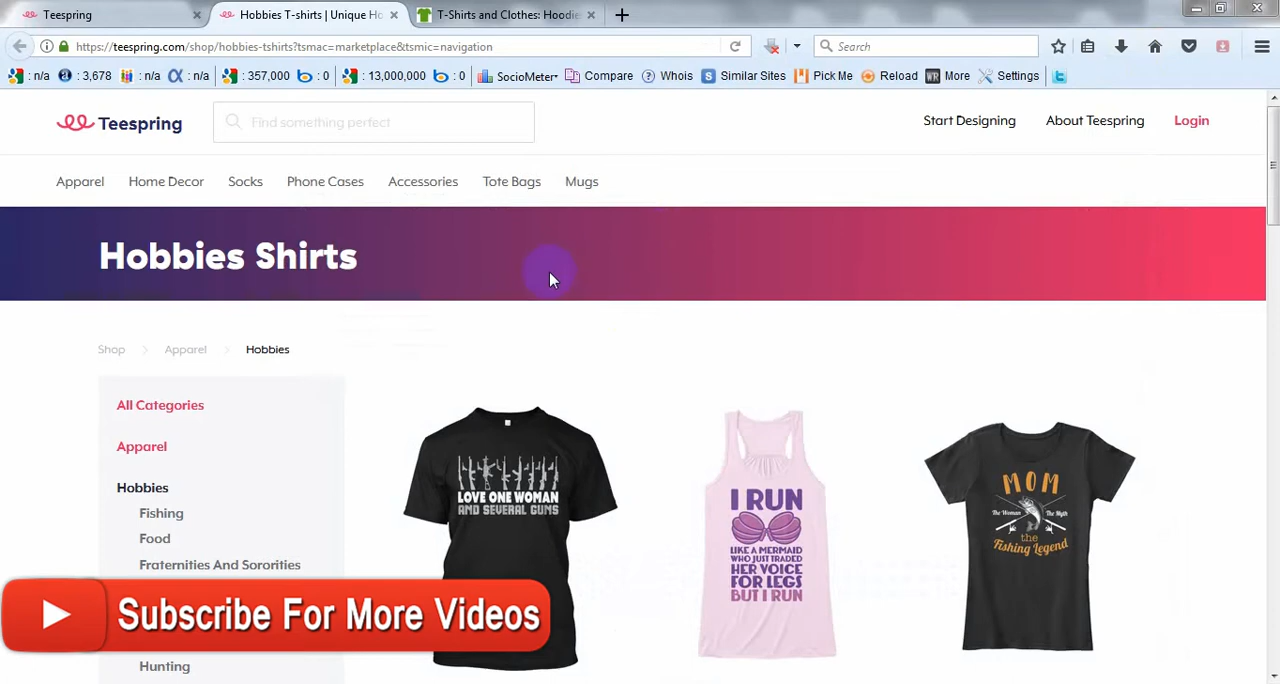 Teespring
Hobbies T-shirts | Unique Ho
T-Shirts and Clothes: Hoodie
https://teespring.com/shop/hobbies-tshirts?tsmac=marketplace&tsmic=navigation
Search
: n/a : 3,678 : n/a : n/a : 357,000 : 0 : 13,000,000 : 0 SocioMeter Compare Whois Similar Sites Pick Me Reload More Settings
Teespring
Find something perfect
Start Designing About Teespring Login
Apparel Home Decor Socks Phone Cases Accessories Tote Bags Mugs
Hobbies Shirts
Shop > Apparel > Hobbies
All Categories
Apparel
Hobbies
Fishing
Food
Fraternities And Sororities
Hunting
LOVE ONE WOMAN
AND SEVERAL GUNS
I RUN
LIKE A MERMAID
WHO JUST TRADED
HER VOICE
FOR LEGS
BUT I RUN
MOM
The Woman The Myth
the
Fishing Legend
Subscribe For More Videos